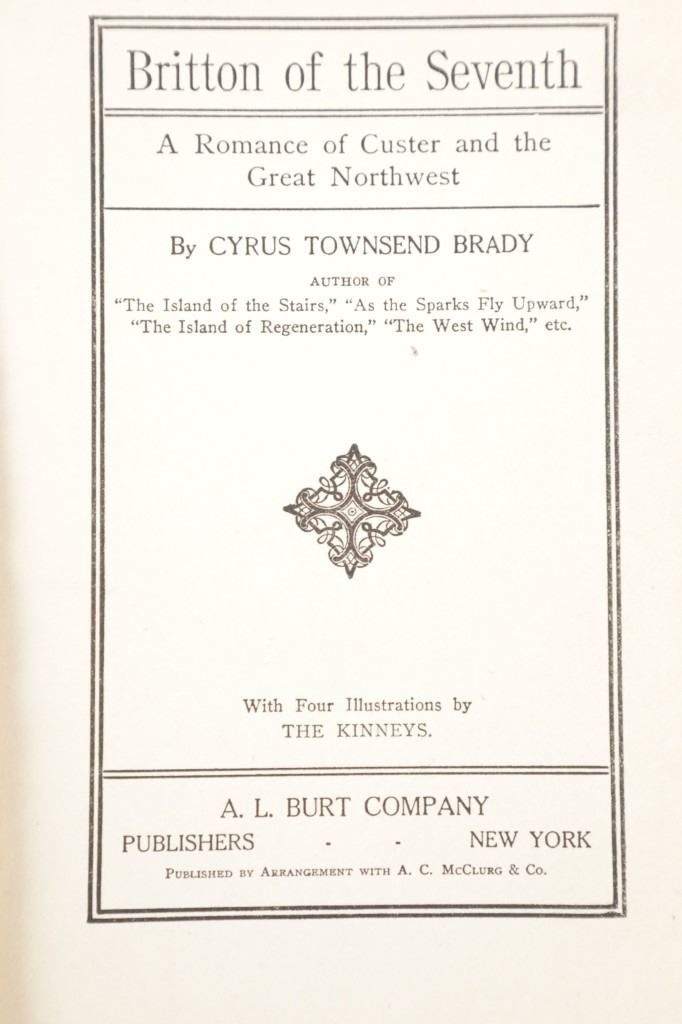 Britton of the Seventh
A Romance of Custer and the
Great Northwest
By CYRUS TOWNSEND BRADY
AUTHOR OF
“The Island of the Stairs,” “As the Sparks Fly Upward,”
“The Island of Regeneration,” “The West Wind,” etc.
With Four Illustrations by
THE KINNEYS.
A. L. BURT COMPANY
PUBLISHERS - - NEW YORK
PUBLISHED BY ARRANGEMENT WITH A. C. MCCLURG & CO.